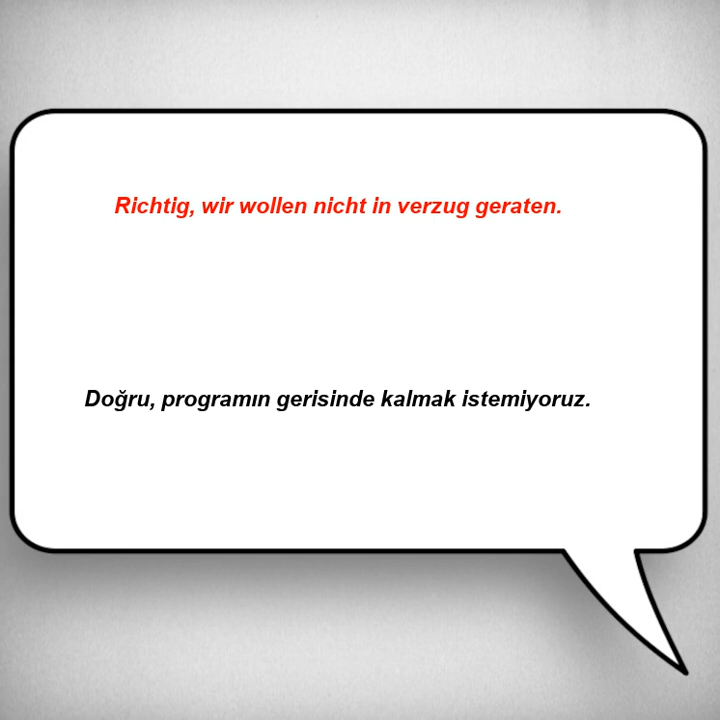 Richtig, wir wollen nicht in verzug geraten.
Doğru, programın gerisinde kalmak istemiyoruz.